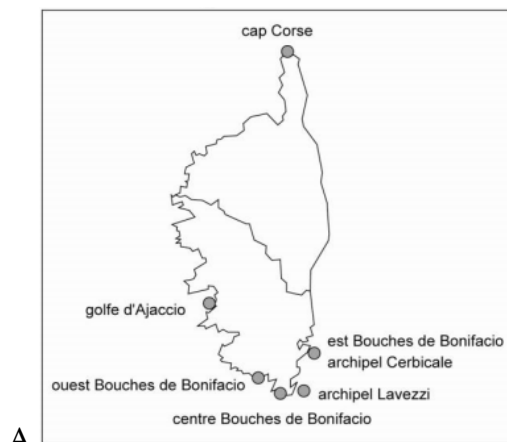 cap Corse
golfe d'Ajaccio
est Bouches de Bonifacio
archipel Cerbicale
ouest Bouches de Bonifacio
archipel Lavezzi
centre Bouches de Bonifacio
A